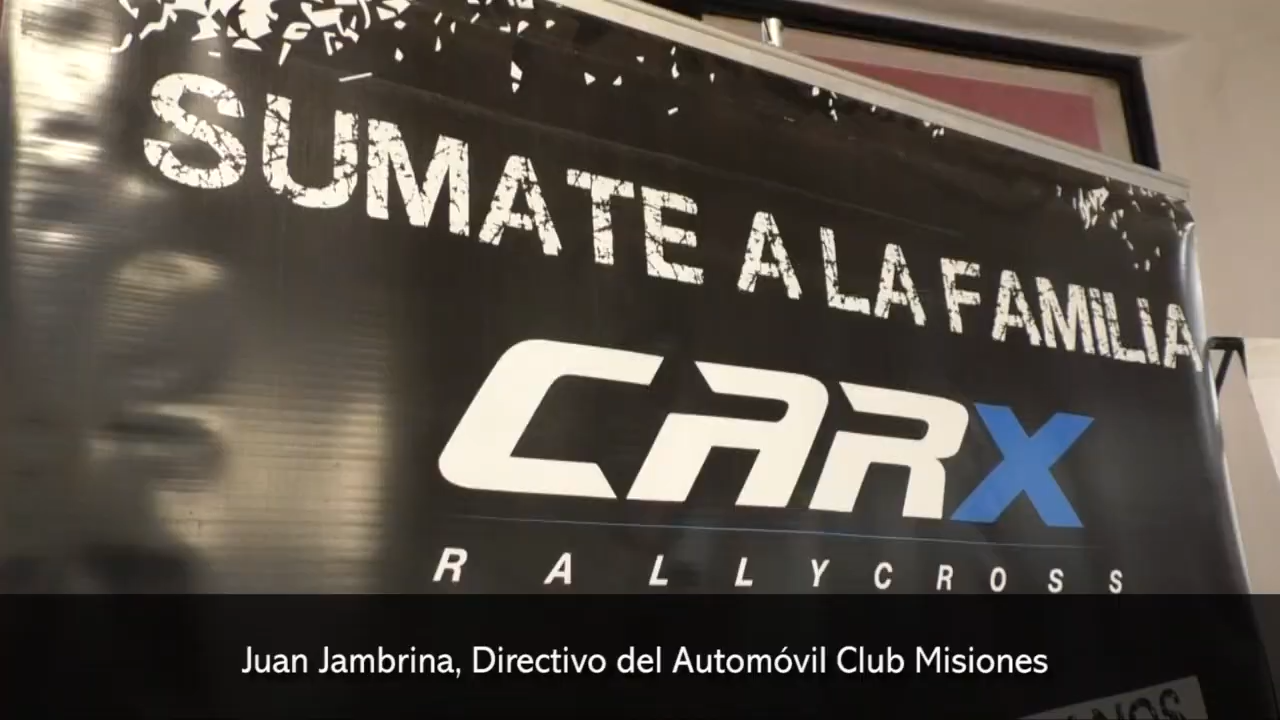 SUMATE A LA FAMILIA
CARX
RALLYCROSS
Juan Jambrina, Directivo del Automóvil Club Misiones